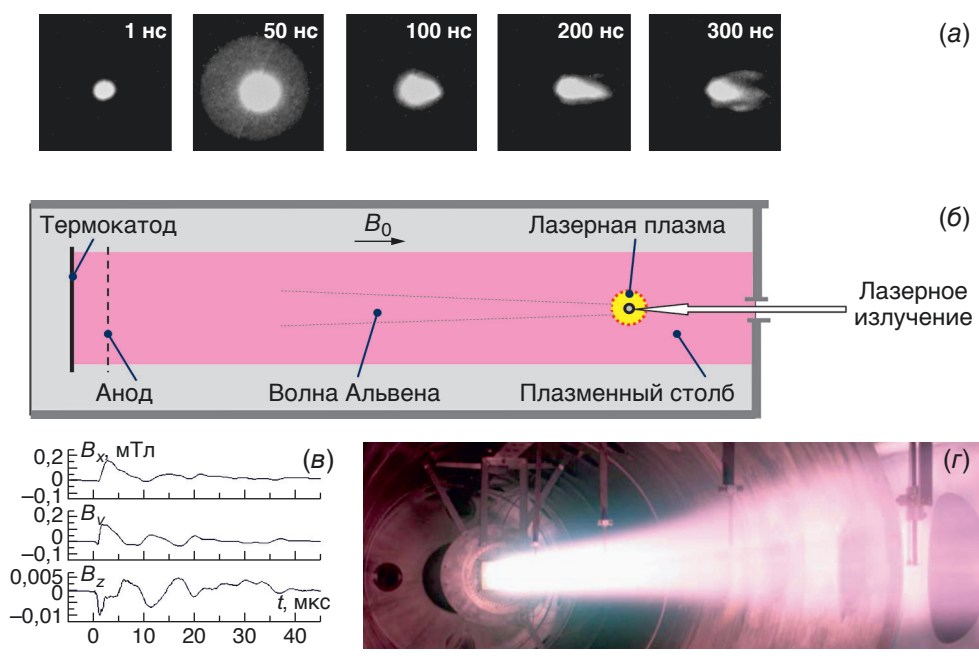 1 нс 50 нс 100 нс 200 нс 300 нс (а)
Термокатод B₀ Лазерная плазма (б)
Лазерное
излучение
Анод Волна Альвена Плазменный столб
Bₓ, мТл (в) (г)
0,2
0
–0,1
B_y
0,2
0
–0,1
B_z
0,005
0
–0,01
t, мкс
0 10 20 30 40